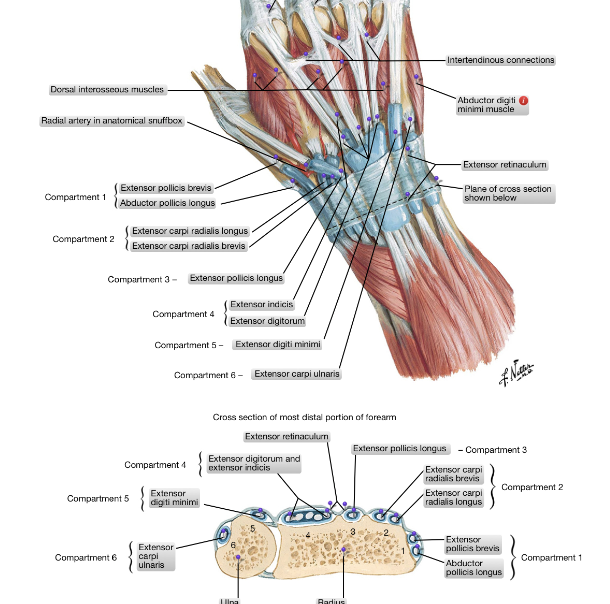 Intertendinous connections
Dorsal interosseous muscles
Abductor digiti i
minimi muscle
Radial artery in anatomical snuffbox
Extensor retinaculum
Plane of cross section
shown below
Compartment 1
Extensor pollicis brevis
Abductor pollicis longus
Compartment 2
Extensor carpi radialis longus
Extensor carpi radialis brevis
Compartment 3 – Extensor pollicis longus
Compartment 4
Extensor indicis
Extensor digitorum
Compartment 5 – Extensor digiti minimi
Compartment 6 – Extensor carpi ulnaris
F. Netter
M.D.
Cross section of most distal portion of forearm
Extensor retinaculum
Extensor pollicis longus – Compartment 3
Compartment 4
Extensor digitorum and
extensor indicis
Extensor carpi
radialis brevis
Compartment 2
Extensor carpi
radialis longus
Compartment 5
Extensor
digiti minimi
6 5 4 3 2 1
Compartment 6
Extensor
carpi
ulnaris
Extensor
pollicis brevis
Compartment 1
Abductor
pollicis longus
Ulna
Radius